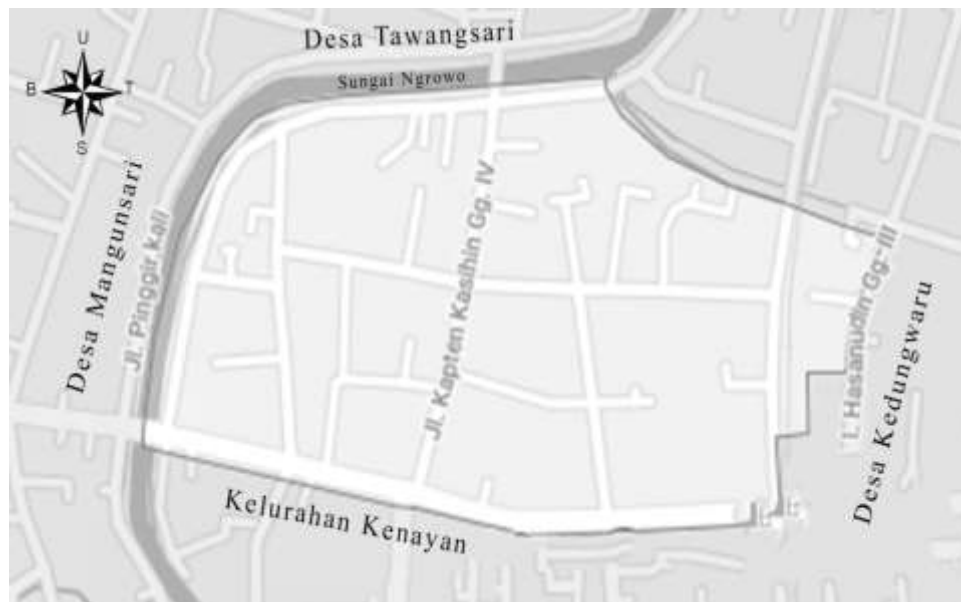 U
B
T
S
Desa Tawangsari
Sungai Ngrowo
Desa Mangunsari
Jl. Pinggir kali
Jl. Kapten Kasihin Gg. IV
l. Hasanudin Gg. III
Desa Kedungwaru
Kelurahan Kenayan